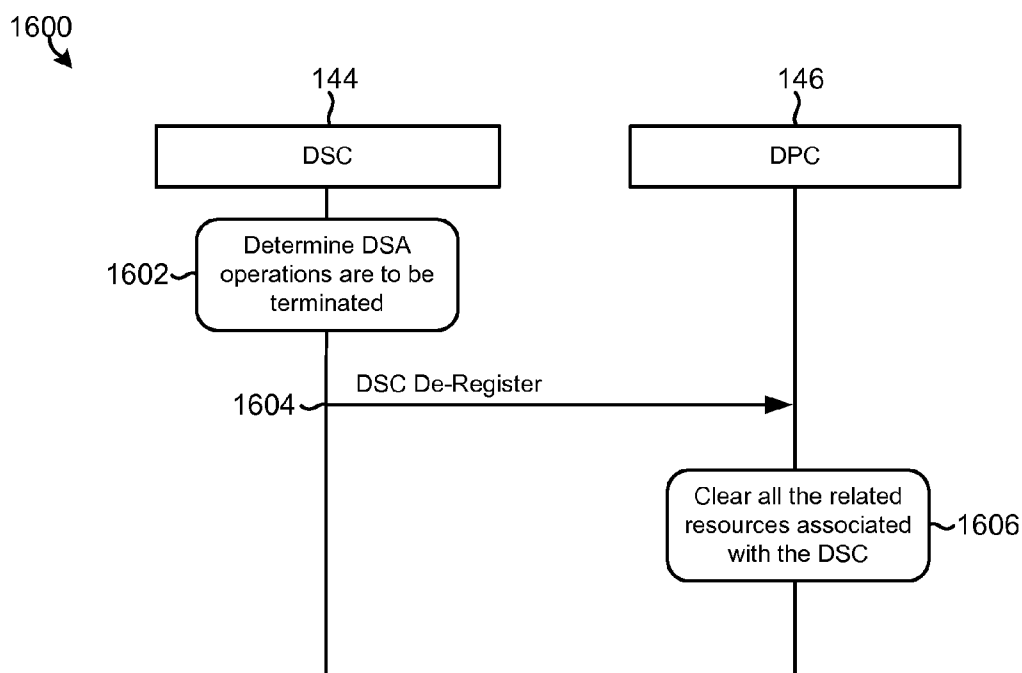 1600
144
146
DSC
DPC
Determine DSA
operations are to be
terminated
1602
DSC De-Register
1604
Clear all the related
resources associated
with the DSC
1606